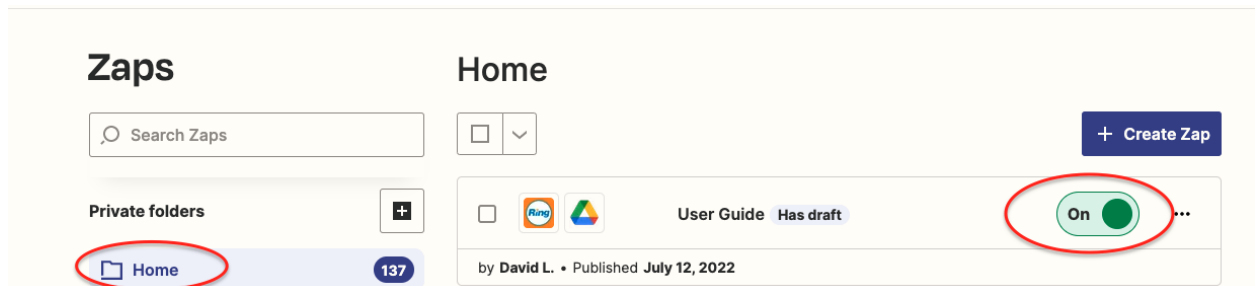 Zaps
Search Zaps
Private folders
Home 137
Home
+ Create Zap
Ring User Guide Has draft On ...
by David L. • Published July 12, 2022